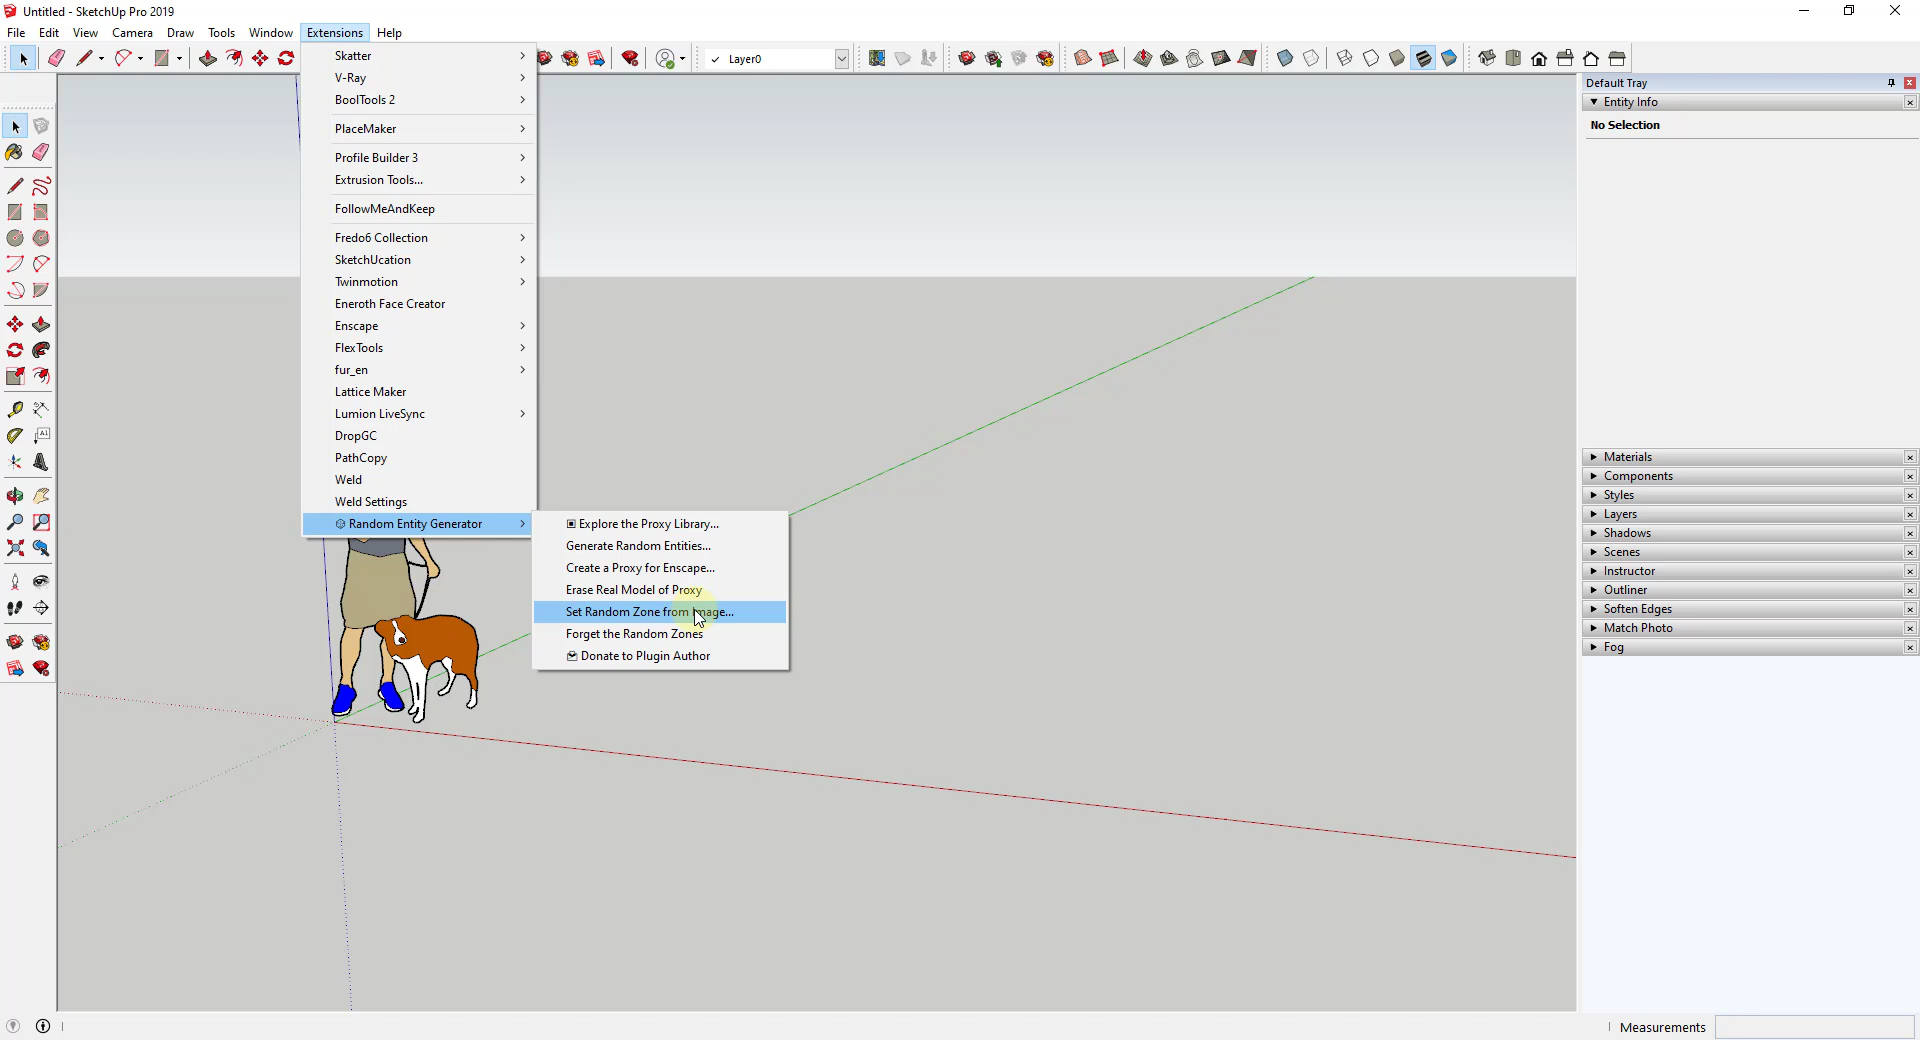 Untitled - SketchUp Pro 2019
File Edit View Camera Draw Tools Window Extensions Help
Layer0
Skatter
V-Ray
BoolTools 2
PlaceMaker
Profile Builder 3
Extrusion Tools...
FollowMeAndKeep
Fredo6 Collection
SketchUcation
Twinmotion
Eneroth Face Creator
Enscape
FlexTools
fur_en
Lattice Maker
Lumion LiveSync
DropGC
PathCopy
Weld
Weld Settings
Random Entity Generator
Explore the Proxy Library...
Generate Random Entities...
Create a Proxy for Enscape...
Erase Real Model of Proxy
Set Random Zone from Image...
Forget the Random Zones
Donate to Plugin Author
Default Tray
Entity Info
No Selection
Materials
Components
Styles
Layers
Shadows
Scenes
Instructor
Outliner
Soften Edges
Match Photo
Fog
A1
Measurements